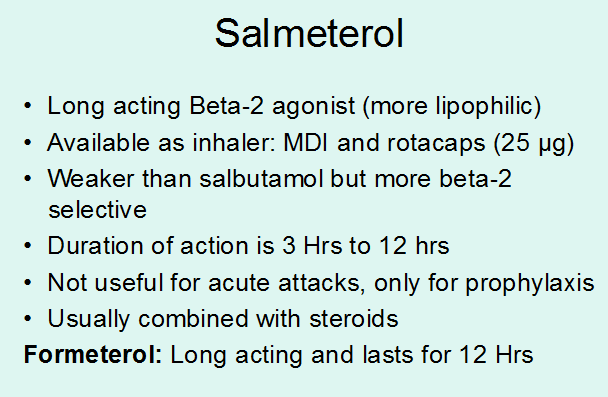 Salmeterol
• Long acting Beta-2 agonist (more lipophilic)
• Available as inhaler: MDI and rotacaps (25 µg)
• Weaker than salbutamol but more beta-2
selective
• Duration of action is 3 Hrs to 12 hrs
• Not useful for acute attacks, only for prophylaxis
• Usually combined with steroids
Formeterol: Long acting and lasts for 12 Hrs